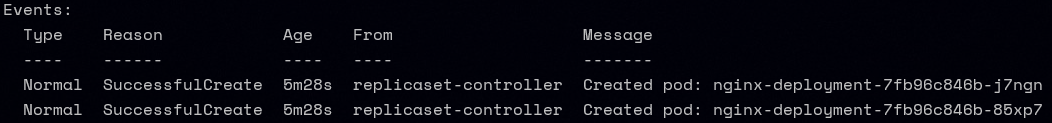 Events:
Type Reason Age From Message
---- ------ ---- ---- -------
Normal SuccessfulCreate 5m28s replicaset-controller Created pod: nginx-deployment-7fb96c846b-j7ngn
Normal SuccessfulCreate 5m28s replicaset-controller Created pod: nginx-deployment-7fb96c846b-85xp7